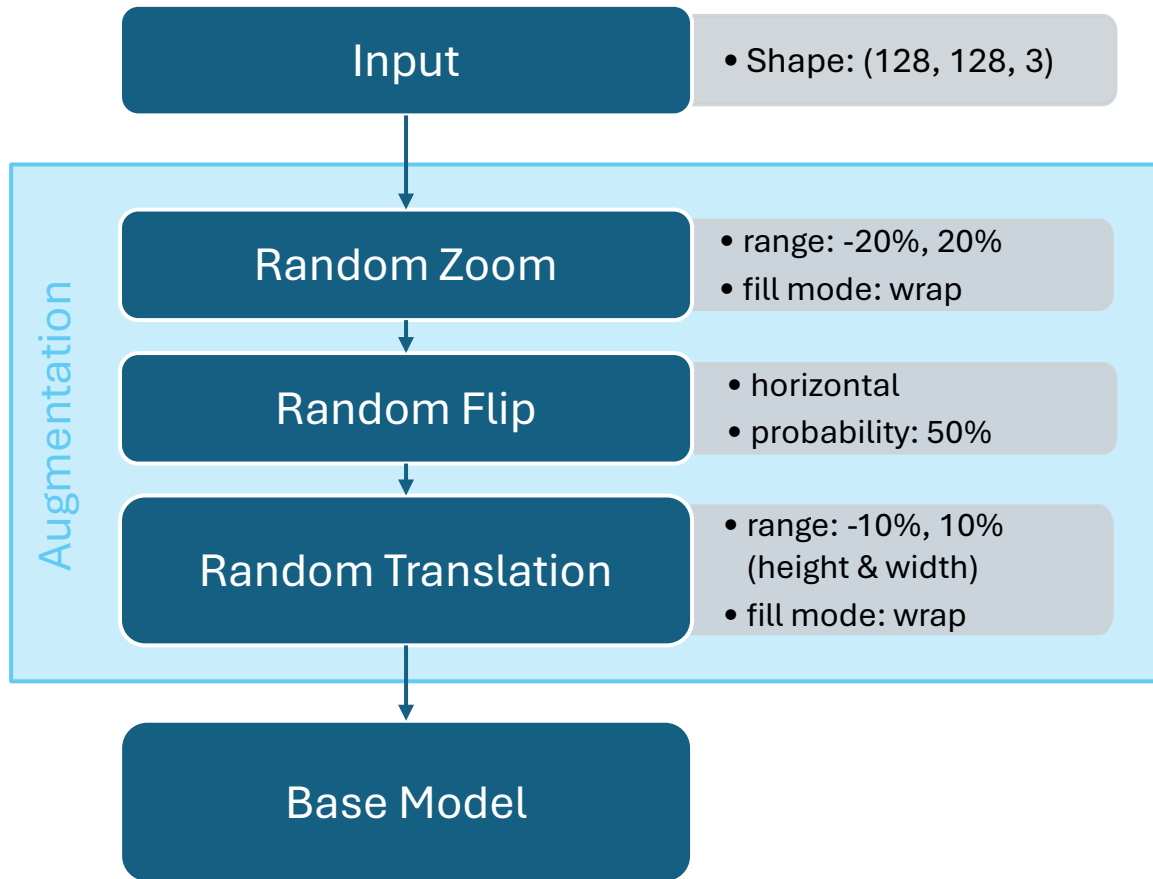 Input
• Shape: (128, 128, 3)
Augmentation
Random Zoom
• range: -20%, 20%
• fill mode: wrap
Random Flip
• horizontal
• probability: 50%
Random Translation
• range: -10%, 10%
(height & width)
• fill mode: wrap
Base Model